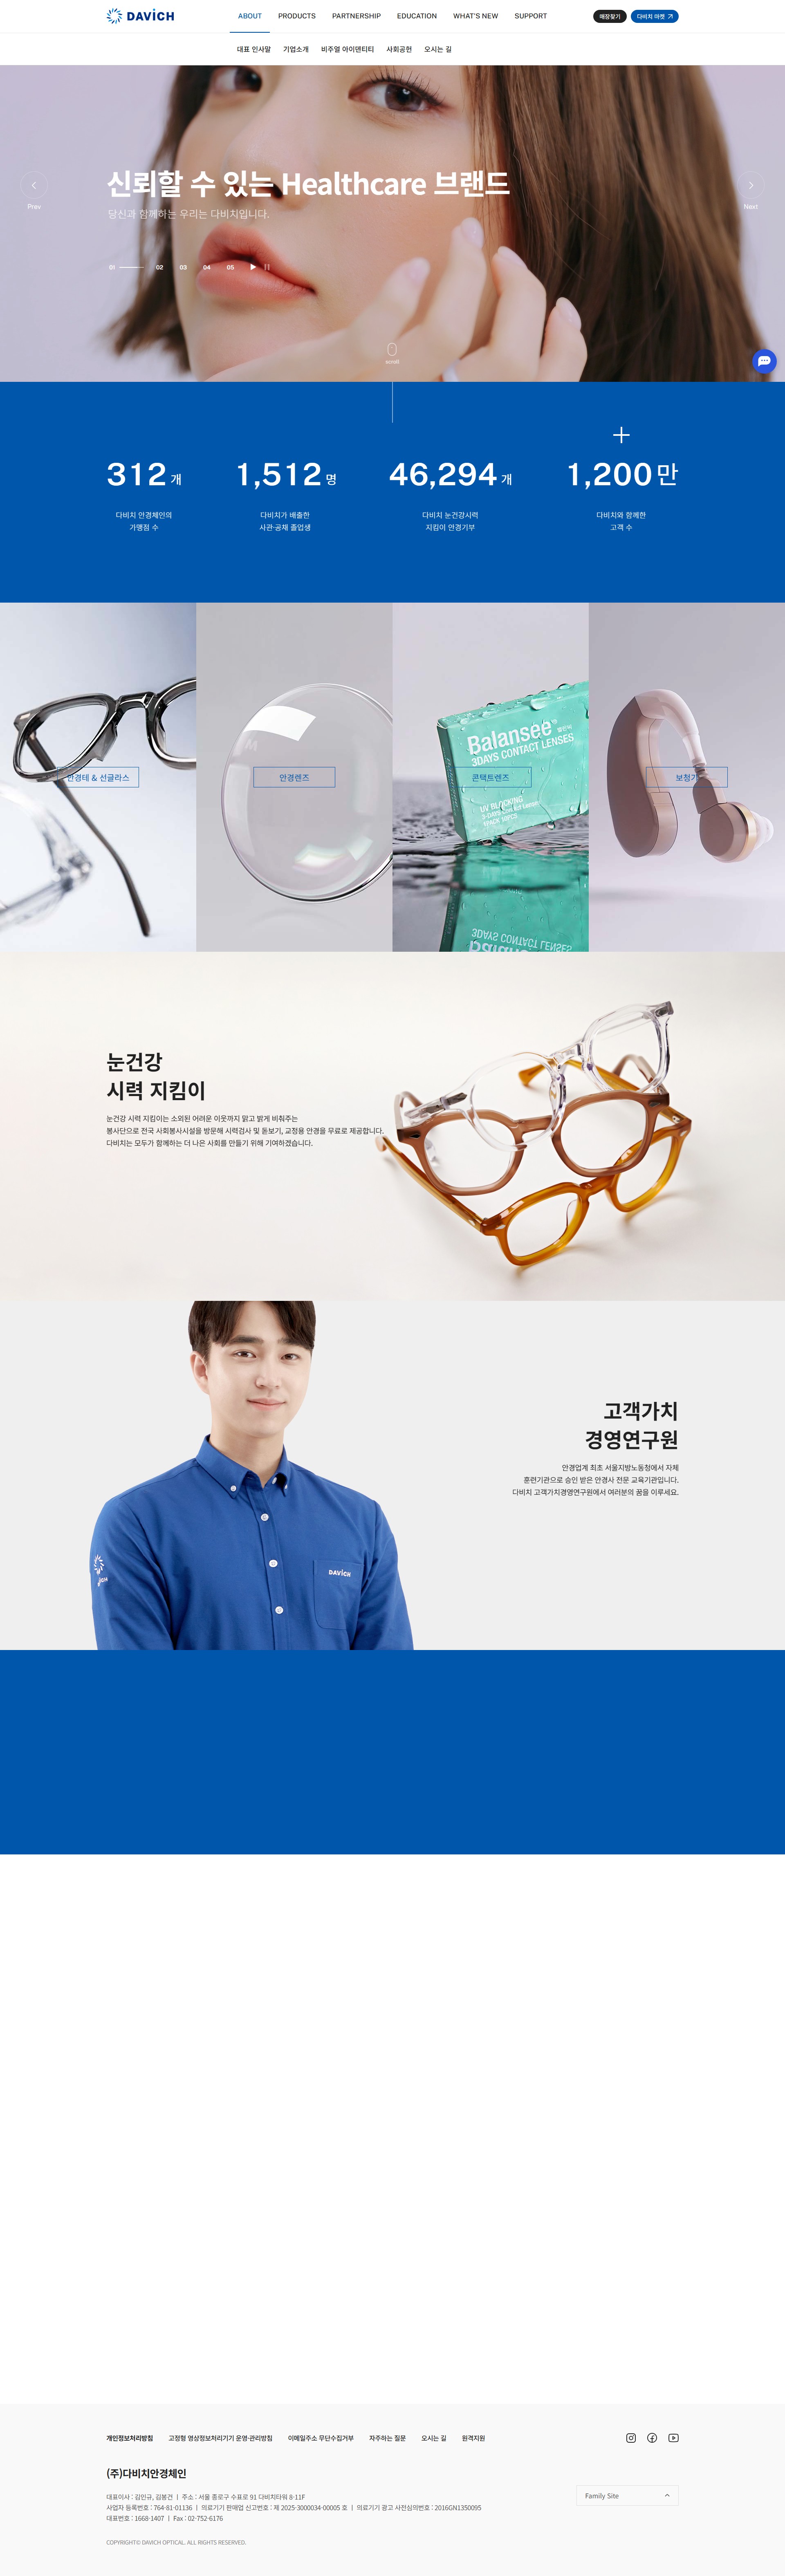 DAVICH
ABOUT PRODUCTS PARTNERSHIP EDUCATION WHAT'S NEW SUPPORT
매장찾기 다비치 마켓
대표 인사말 기업소개 비주얼 아이덴티티 사회공헌 오시는 길
신뢰할 수 있는 Healthcare 브랜드
당신과 함께하는 우리는 다비치입니다.
Prev
Next
01 02 03 04 05
scroll
312 개
1,512 명
46,294 개
1,200 만
다비치 안경체인의
가맹점 수
다비치가 배출한
사관·공채 졸업생
다비치 눈건강시력
지킴이 안경기부
다비치와 함께한
고객 수
안경테 & 선글라스
안경렌즈
콘택트렌즈
보청기
Balansee
3DAYS CONTACT LENSES
UV BLOCKING
3DAYS CONTACT LENSES
Balansee
눈건강
시력 지킴이
눈건강 시력 지킴이는 소외된 어려운 이웃까지 맑고 밝게 비춰주는
봉사단으로 전국 사회봉사시설을 방문해 시력검사 및 돋보기, 교정용 안경을 무료로 제공합니다.
다비치는 모두가 함께하는 더 나은 사회를 만들기 위해 기여하겠습니다.
고객가치
경영연구원
안경업계 최초 서울지방노동청에서 자체
훈련기관으로 승인 받은 안경사 전문 교육기관입니다.
다비치 고객가치경영연구원에서 여러분의 꿈을 이루세요.
DAVICH
개인정보처리방침 고정형 영상정보처리기기 운영·관리방침 이메일주소 무단수집거부 자주하는 질문 오시는 길 원격지원
(주)다비치안경체인
대표이사 : 김인규, 김봉건 | 주소 : 서울 종로구 수표로 91 다비치타워 8-11F
사업자 등록번호 : 764-81-01136 | 의료기기 판매업 신고번호 : 제 2025-3000034-00005 호 | 의료기기 광고 사전심의번호 : 2016GN1350095
대표번호 : 1668-1407 | Fax : 02-752-6176
Family Site
COPYRIGHT© DAVICH OPTICAL. ALL RIGHTS RESERVED.